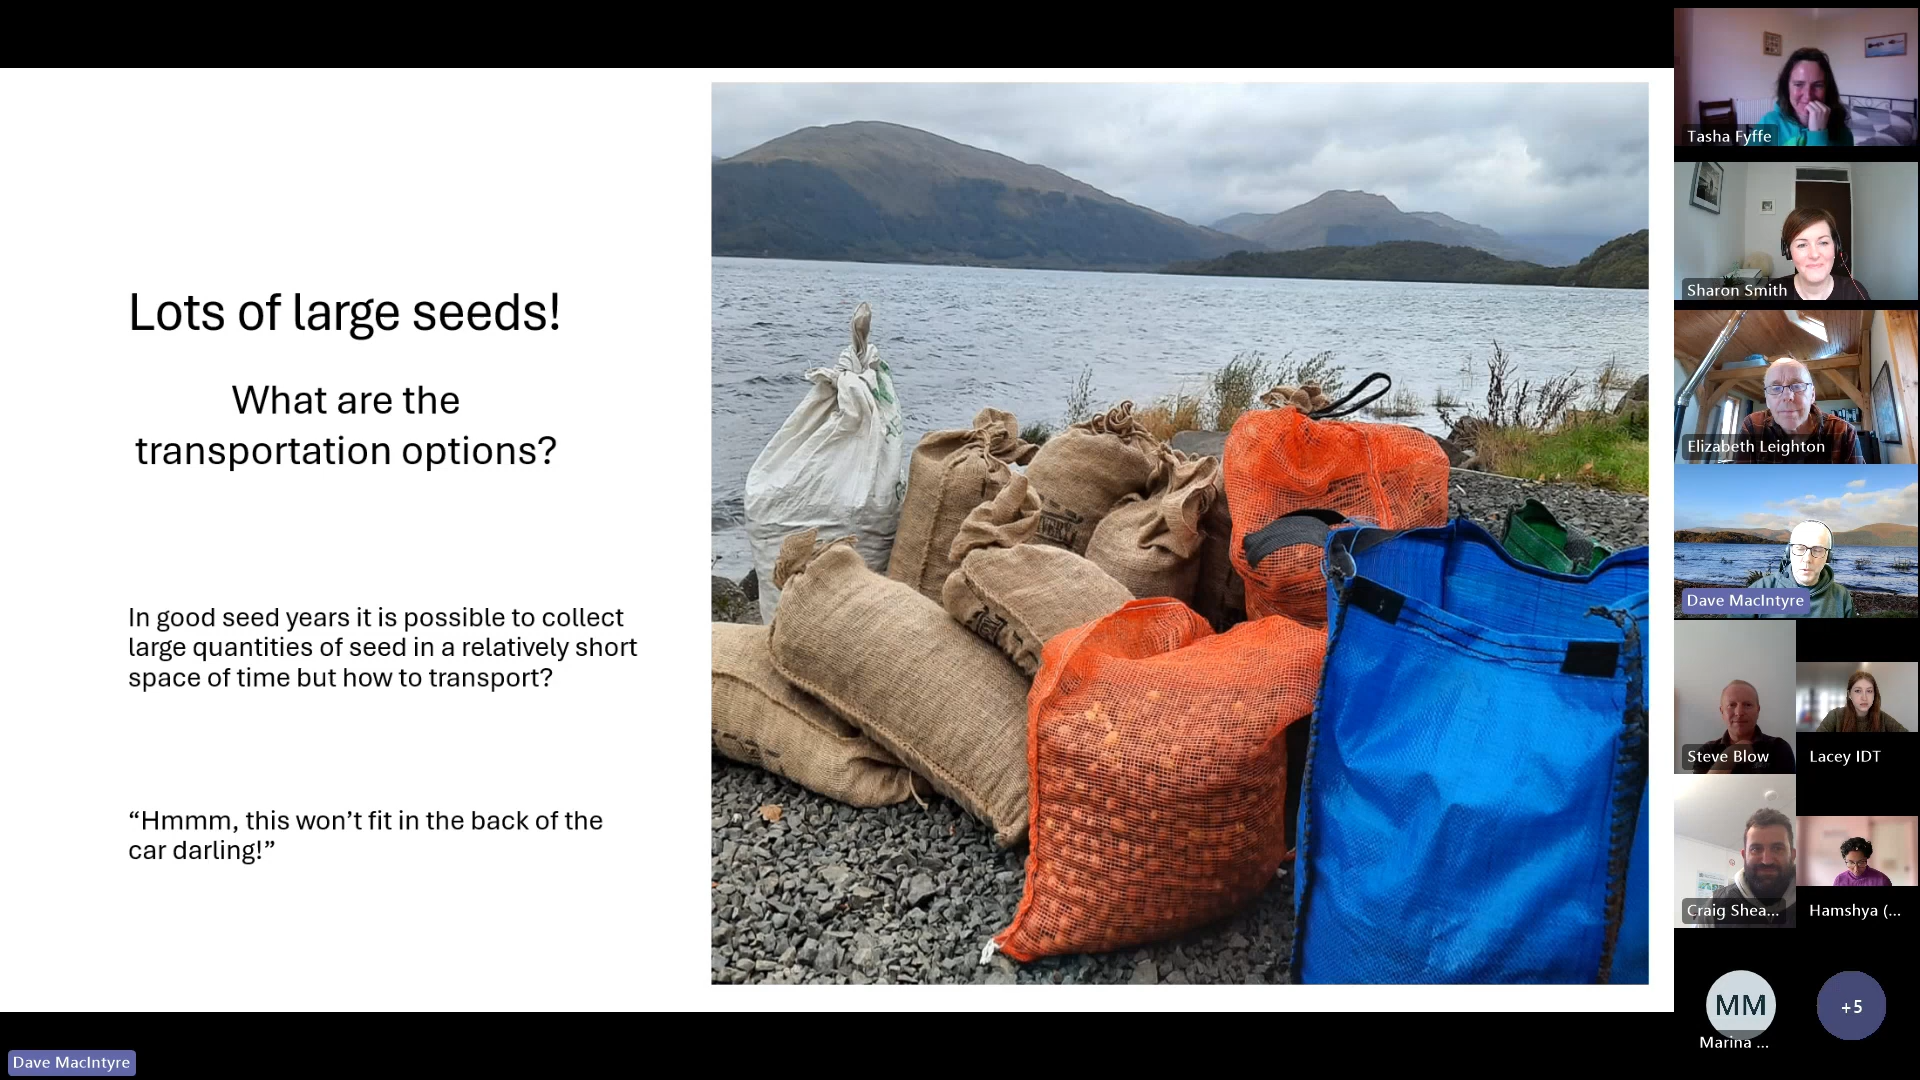 Lots of large seeds!
What are the
transportation options?
In good seed years it is possible to collect
large quantities of seed in a relatively short
space of time but how to transport?
“Hmmm, this won’t fit in the back of the
car darling!”
Dave MacIntyre
Tasha Fyffe
Sharon Smith
Elizabeth Leighton
Dave MacIntyre
Steve Blow
Lacey IDT
Craig Shea...
Hamshya (...
MM
Marina ...
+5